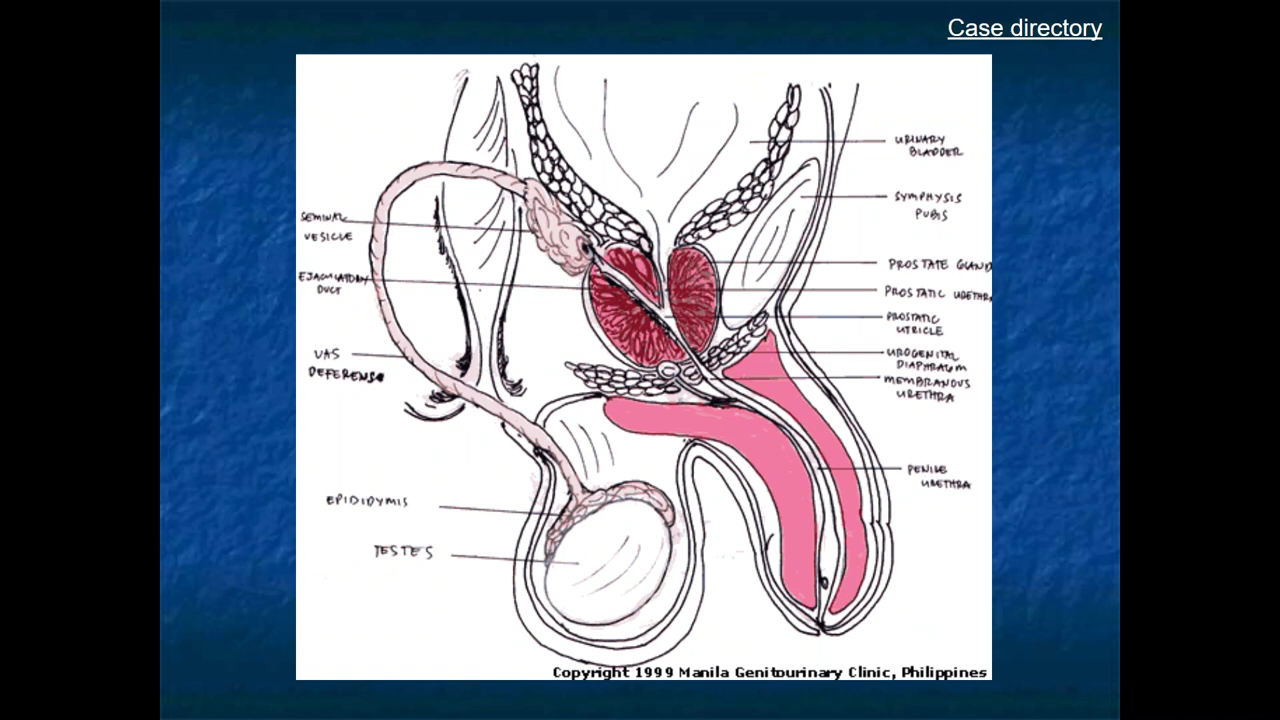 Case directory
URINARY
BLADDER
SYMPHYSIS
PUBIS
SEMINAL
VESICLE
PROSTATE GLAND
EJACULATORY
DUCT
PROSTATIC URETHRA
PROSTATIC
UTRICLE
UROGENITAL
DIAPHRAGM
VAS
DEFERENS
MEMBRANOUS
URETHRA
PENILE
URETHRA
EPIDIDYMIS
TESTES
Copyright 1999 Manila Genitourinary Clinic, Philippines